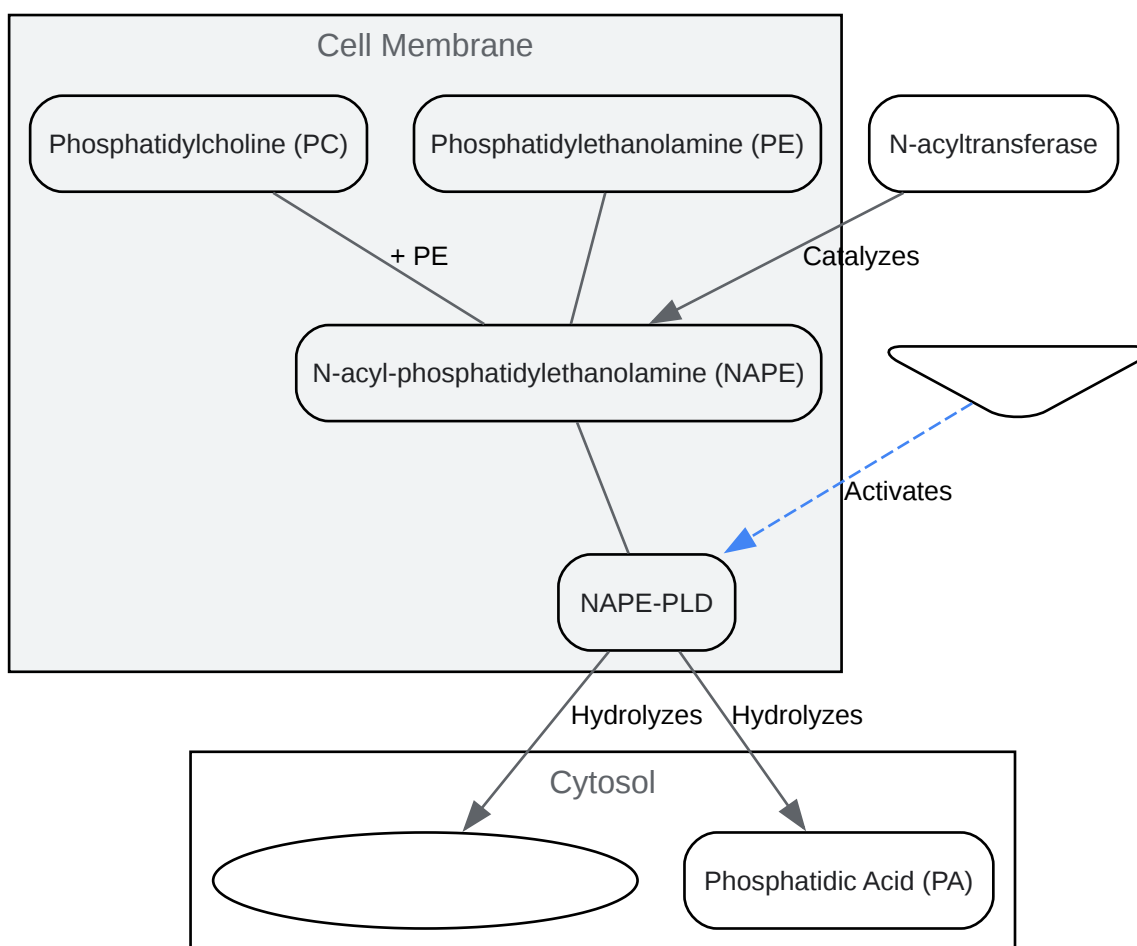 Cell Membrane
Phosphatidylcholine (PC)
Phosphatidylethanolamine (PE)
N-acyltransferase
+ PE
Catalyzes
N-acyl-phosphatidylethanolamine (NAPE)
Activates
NAPE-PLD
Hydrolyzes
Hydrolyzes
Cytosol
Phosphatidic Acid (PA)